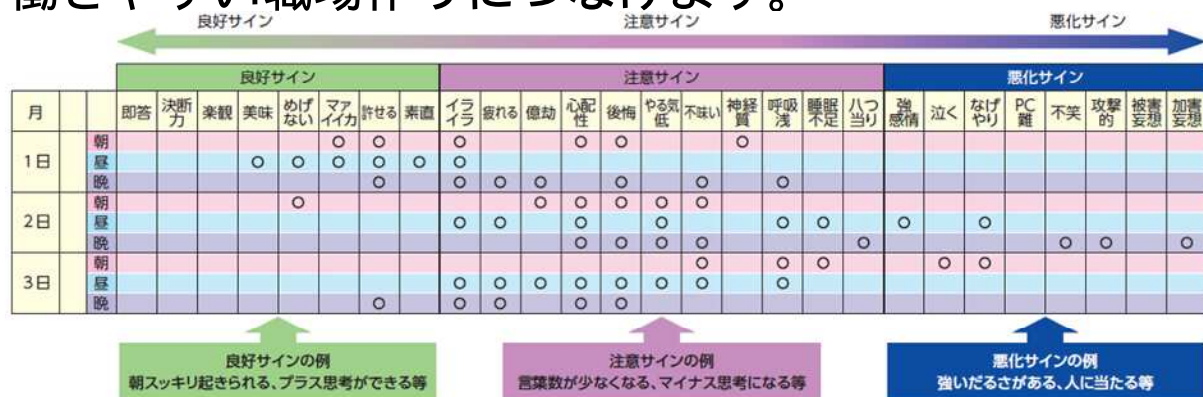 働きやすい職場作りにつなげます。
良好サイン 注意サイン 悪化サイン
良好サイン 注意サイン 悪化サイン
月 即答 決断力 楽観 美味 めげない マァイイカ 許せる 素直 イライラ 疲れる 億劫 心配性 後悔 やる気低 不味い 神経質 呼吸浅 睡眠不足 八つ当り 強感情 泣く なげやり PC難 不笑 攻撃的 被害妄想 加害妄想
朝 ○ ○ ○ ○ ○ ○
1日 昼 ○ ○ ○ ○ ○ ○
晩 ○ ○ ○ ○ ○ ○ ○
朝 ○ ○ ○ ○ ○ ○
2日 昼 ○ ○ ○ ○ ○ ○ ○ ○
晩 ○ ○ ○ ○ ○ ○ ○ ○
朝 ○ ○ ○ ○ ○
3日 昼 ○ ○ ○ ○ ○ ○ ○ ○
晩 ○ ○ ○ ○ ○
良好サインの例
朝スッキリ起きられる、プラス思考ができる等
注意サインの例
言葉数が少なくなる、マイナス思考になる等
悪化サインの例
強いだるさがある、人に当たる等